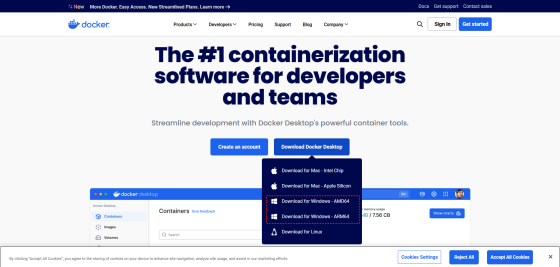 New More Docker. Easy Access. New Streamlined Plans. Learn more →
Docs Get support Contact sales
docker
Products Developers Pricing Support Blog Company
Sign In Get started
The #1 containerization
software for developers
and teams
Streamline development with Docker Desktop's powerful container tools.
Create an account Download Docker Desktop
Download for Mac - Intel Chip
Download for Mac - Apple Silicon
Download for Windows - AMD64
Download for Windows - ARM64
Download for Linux
docker desktop
Containers
Images
Volumes
Containers Give feedback
Search
memory usage
/ 7.56 GB
Show charts
By clicking "Accept All Cookies", you agree to the storing of cookies on your device to enhance site navigation, analyze site usage, and assist in our marketing efforts.
Cookies Settings Reject All Accept All Cookies